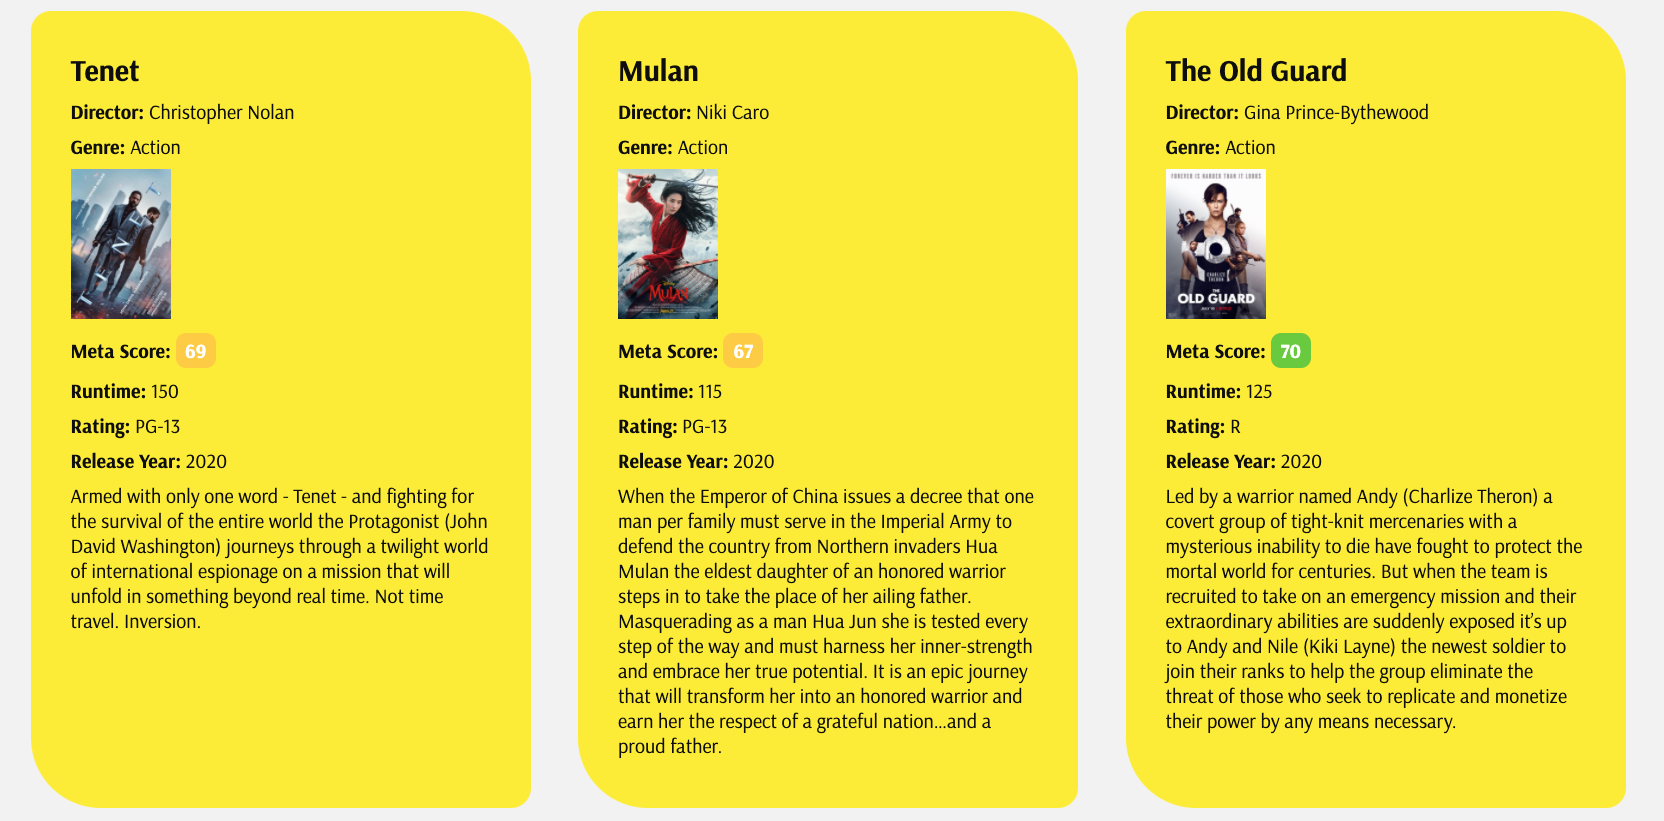 Tenet
Director: Christopher Nolan
Genre: Action
TENET
Meta Score: 69
Runtime: 150
Rating: PG-13
Release Year: 2020
Armed with only one word - Tenet - and fighting for
the survival of the entire world the Protagonist (John
David Washington) journeys through a twilight world
of international espionage on a mission that will
unfold in something beyond real time. Not time
travel. Inversion.
Mulan
Director: Niki Caro
Genre: Action
MULAN
Meta Score: 67
Runtime: 115
Rating: PG-13
Release Year: 2020
When the Emperor of China issues a decree that one
man per family must serve in the Imperial Army to
defend the country from Northern invaders Hua
Mulan the eldest daughter of an honored warrior
steps in to take the place of her ailing father.
Masquerading as a man Hua Jun she is tested every
step of the way and must harness her inner-strength
and embrace her true potential. It is an epic journey
that will transform her into an honored warrior and
earn her the respect of a grateful nation...and a
proud father.
The Old Guard
Director: Gina Prince-Bythewood
Genre: Action
FOREVER IS HARDER THAN IT LOOKS
CHARLIZE
THERON
THE
OLD GUARD
Meta Score: 70
Runtime: 125
Rating: R
Release Year: 2020
Led by a warrior named Andy (Charlize Theron) a
covert group of tight-knit mercenaries with a
mysterious inability to die have fought to protect the
mortal world for centuries. But when the team is
recruited to take on an emergency mission and their
extraordinary abilities are suddenly exposed it's up
to Andy and Nile (Kiki Layne) the newest soldier to
join their ranks to help the group eliminate the
threat of those who seek to replicate and monetize
their power by any means necessary.